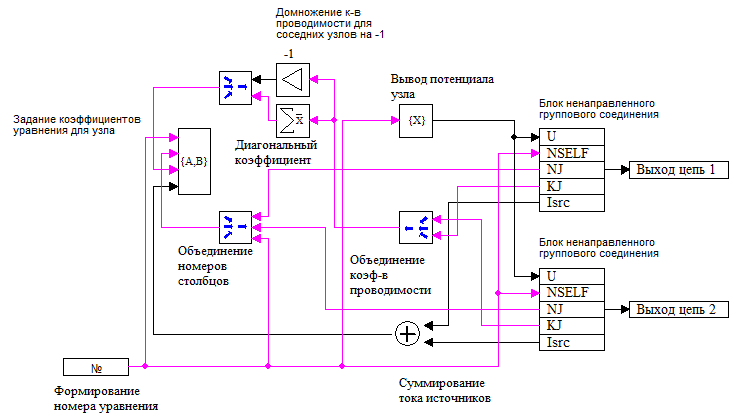 Домножение к-в
проводимости для
соседних узлов на -1
-1
Вывод потенциала
узла
Блок ненаправленного
группового соединения
Задание коэффициентов
уравнения для узла
{A,B}
Σx̄
{X}
U
NSELF
NJ
KJ
Isrc
Выход цепь 1
Диагональный
коэффициент
Объединение
номеров
столбцов
Объединение
коэф-в
проводимости
Блок ненаправленного
группового соединения
U
NSELF
NJ
KJ
Isrc
Выход цепь 2
№
Формирование
номера уравнения
Суммирование
тока источников